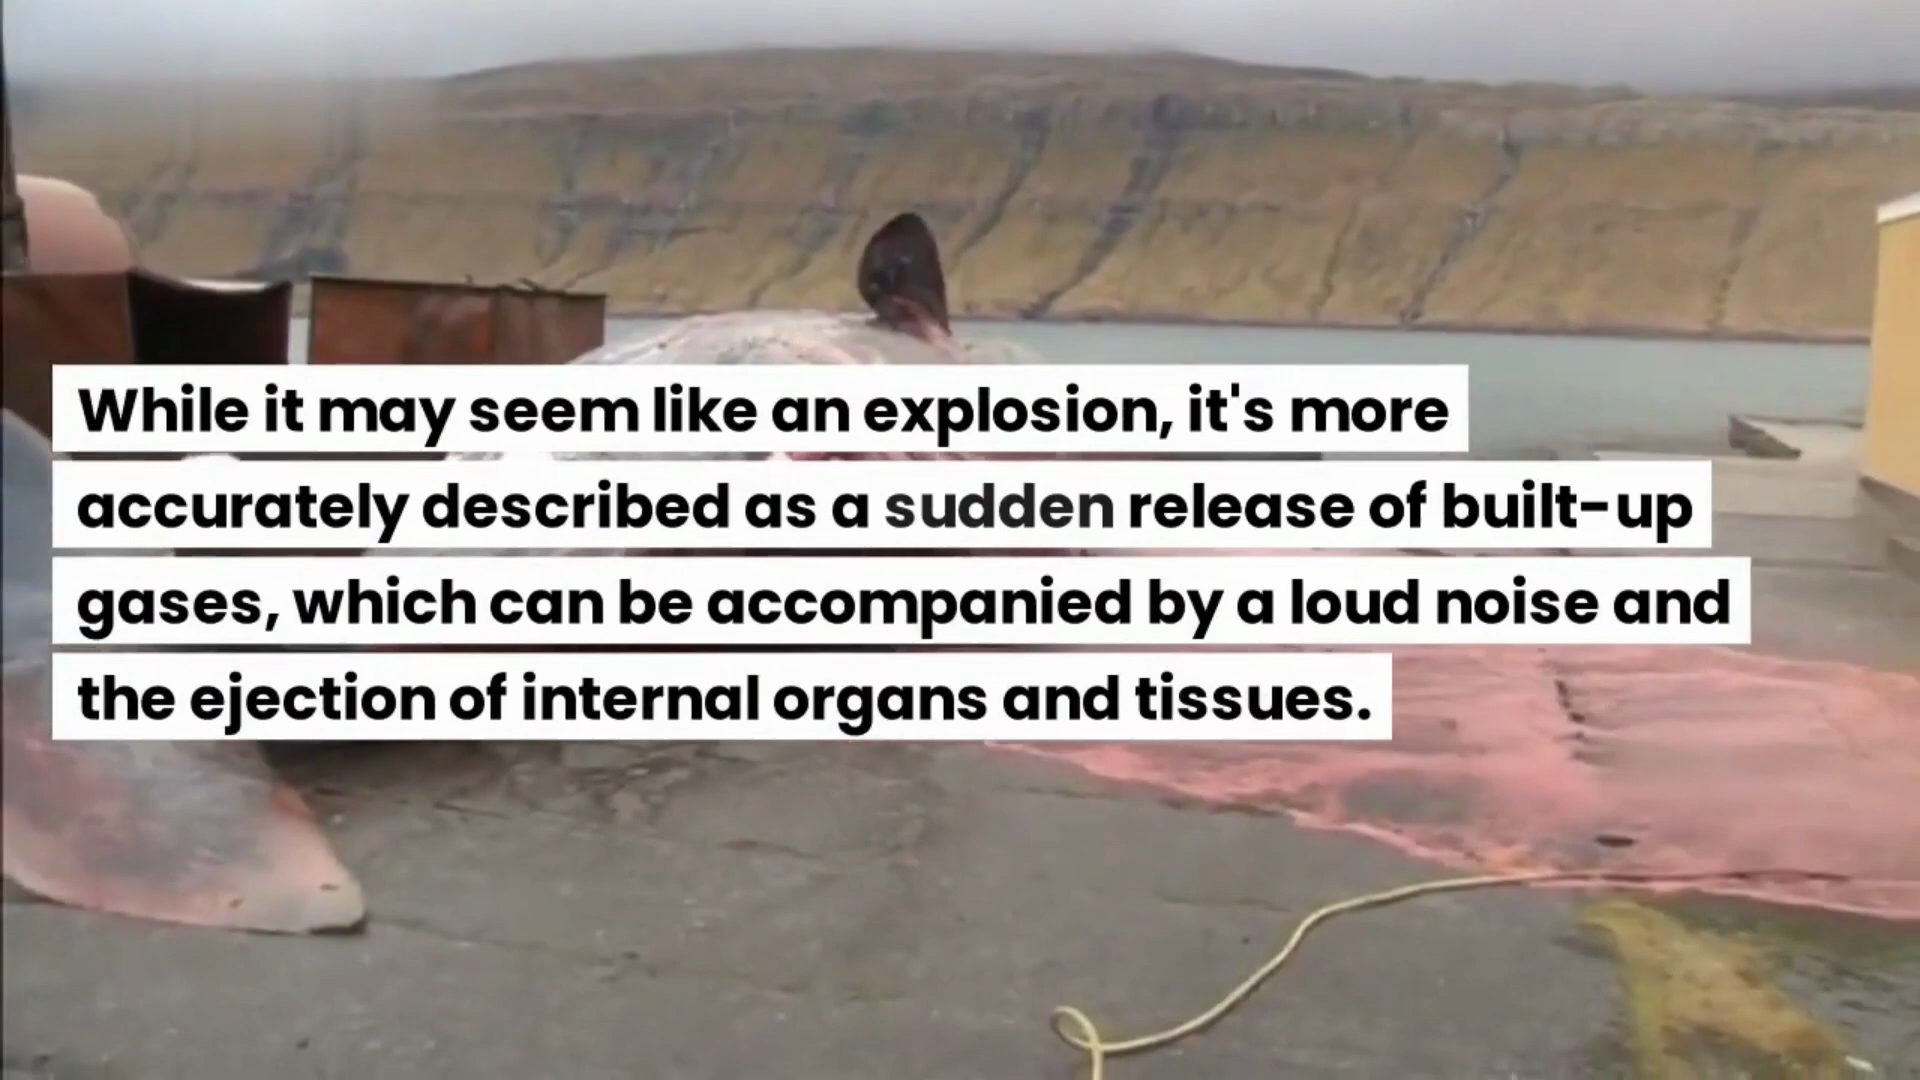 While it may seem like an explosion, it's more
accurately described as a sudden release of built-up
gases, which can be accompanied by a loud noise and
the ejection of internal organs and tissues.